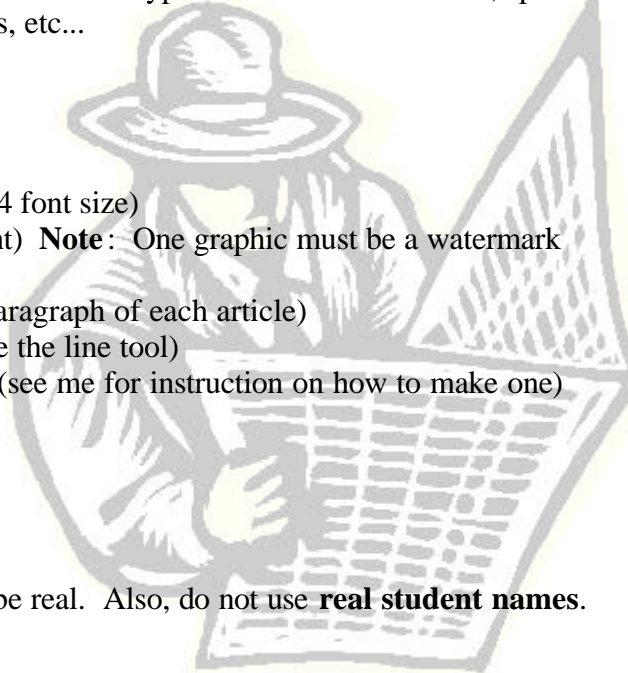 s, etc...
4 font size)
nt) Note: One graphic must be a watermark
aragraph of each article)
e the line tool)
(see me for instruction on how to make one)
be real. Also, do not use real student names.